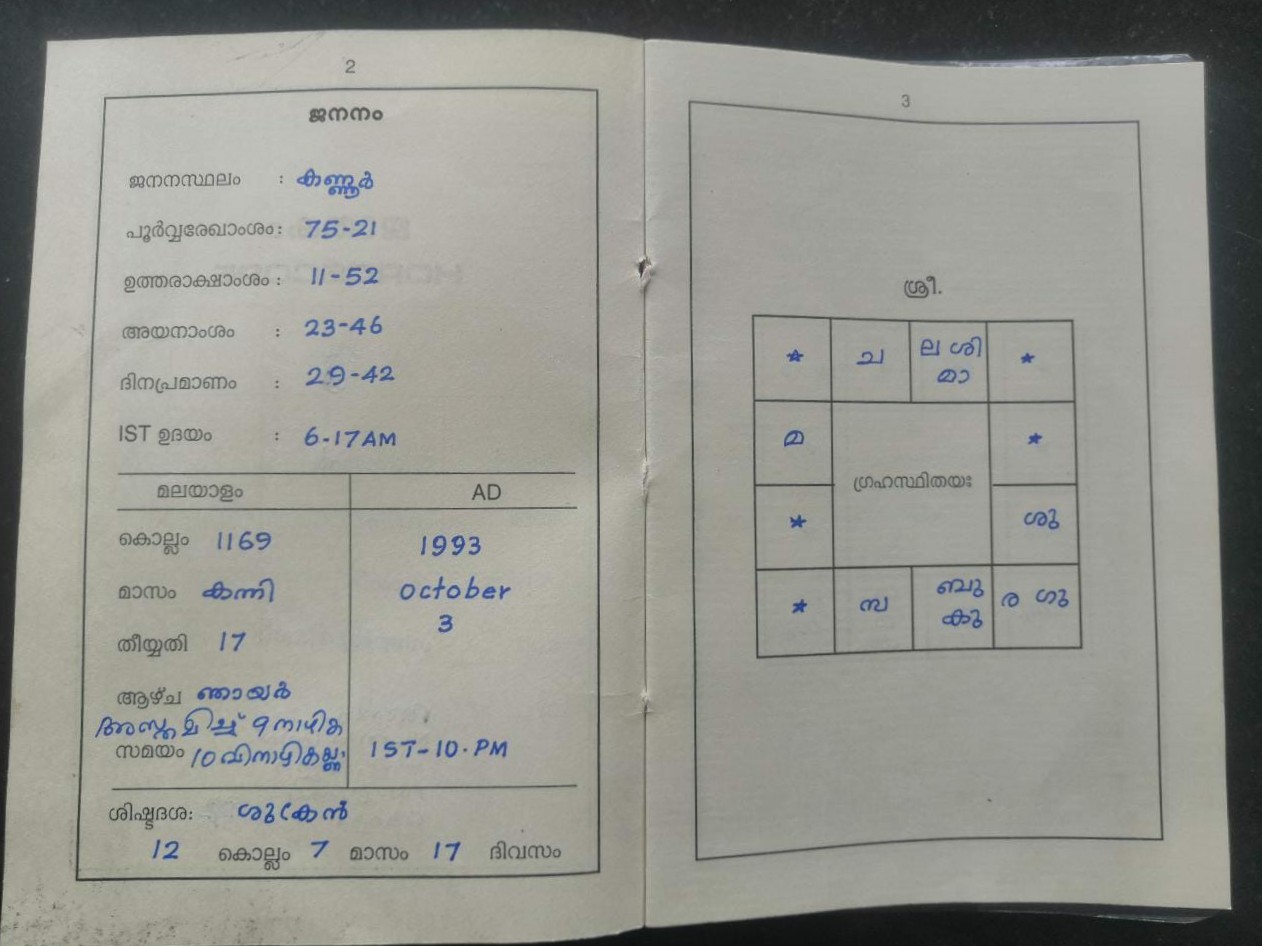 2
ജനനം
ജനനസ്ഥലം : കണ്ണൂർ
പൂർവ്വരേഖാംശം : 75-21
ഉത്തരാക്ഷാംശം : 11-52
അയനാംശം : 23-46
ദിനപ്രമാണം : 29-42
IST ഉദയം : 6-17AM
മലയാളം AD
കൊല്ലം 1169 1993
മാസം കന്നി October
തീയ്യതി 17 3
ആഴ്ച ഞായർ
അസ്തമിച്ച് 9 നാഴിക
സമയം 10 വിനാഴികയ്ക്ക് IST-10.PM
ശിഷ്ടദശ: ശുക്രേൻ
12 കൊല്ലം 7 മാസം 17 ദിവസം
3
ശ്രീ.
* ച ല ശി *
മാ
മ *
ഗ്രഹസ്ഥിതയഃ
* ശു
* സ ബു ര ഗു
കു